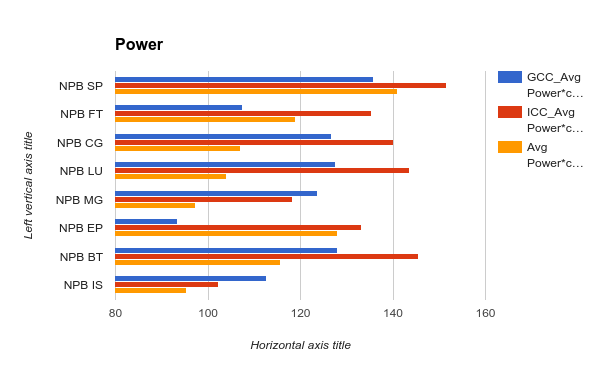 Power
NPB SP
NPB FT
NPB CG
NPB LU
NPB MG
NPB EP
NPB BT
NPB IS
Left vertical axis title
80 100 120 140 160
Horizontal axis title
GCC_Avg
Power*c...
ICC_Avg
Power*c...
Avg
Power*c...